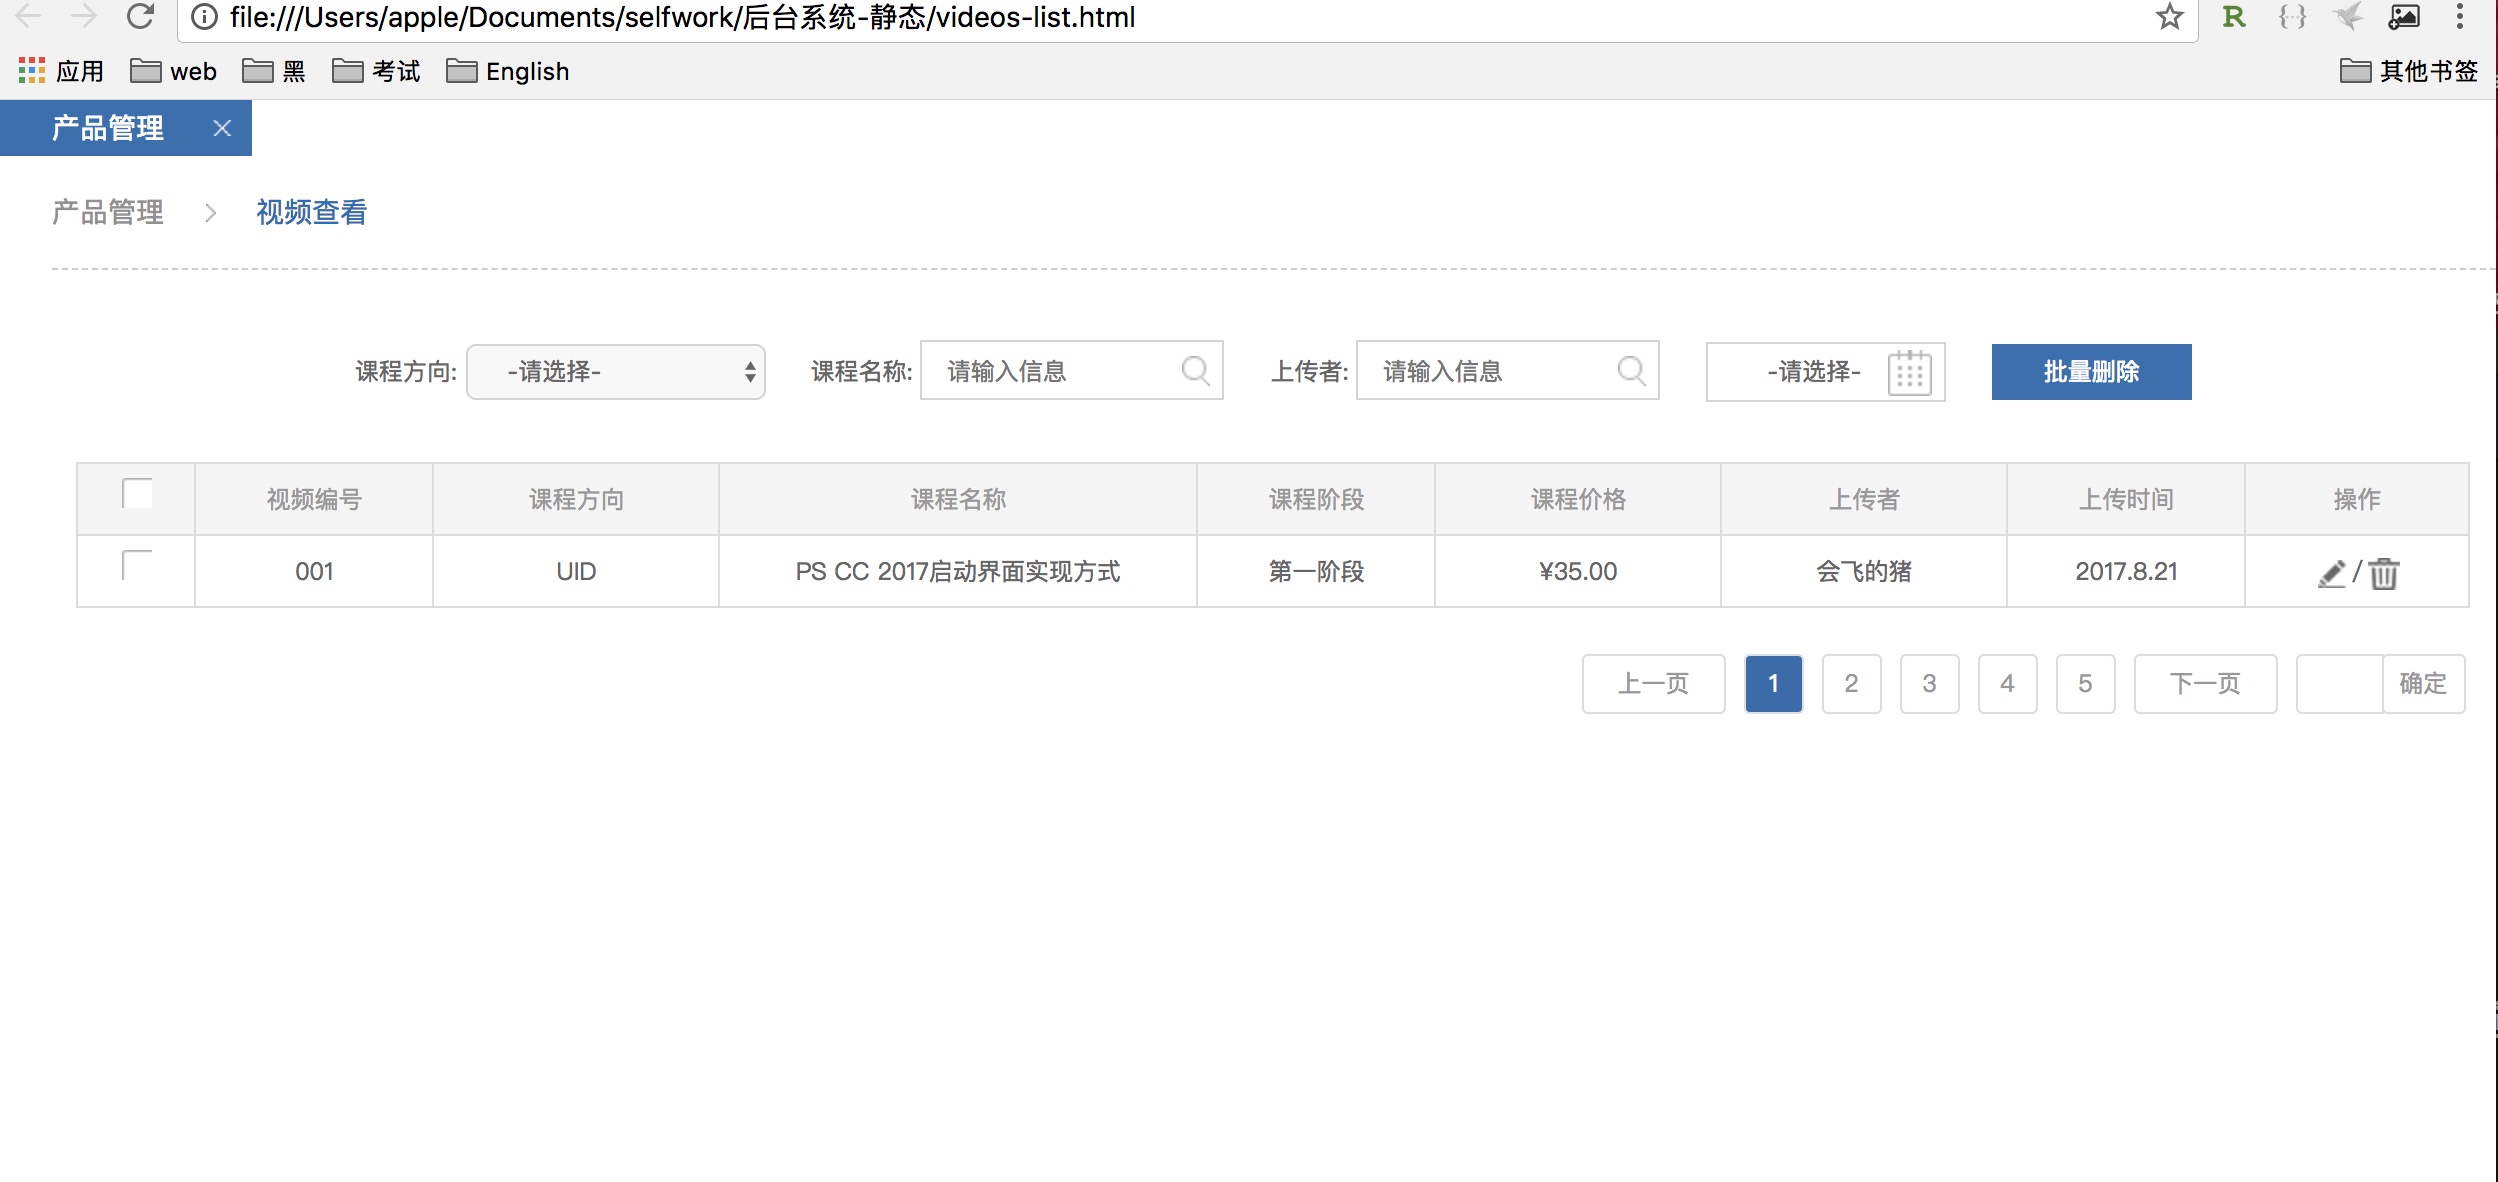 file:///Users/apple/Documents/selfwork/后台系统-静态/videos-list.html
R
应用 web 黑 考试 English 其他书签
产品管理
产品管理 > 视频查看
课程方向: -请选择- 课程名称: 请输入信息 上传者: 请输入信息 -请选择- 批量删除
视频编号 课程方向 课程名称 课程阶段 课程价格 上传者 上传时间 操作
001 UID PS CC 2017启动界面实现方式 第一阶段 ¥35.00 会飞的猪 2017.8.21 /
上一页 1 2 3 4 5 下一页 确定